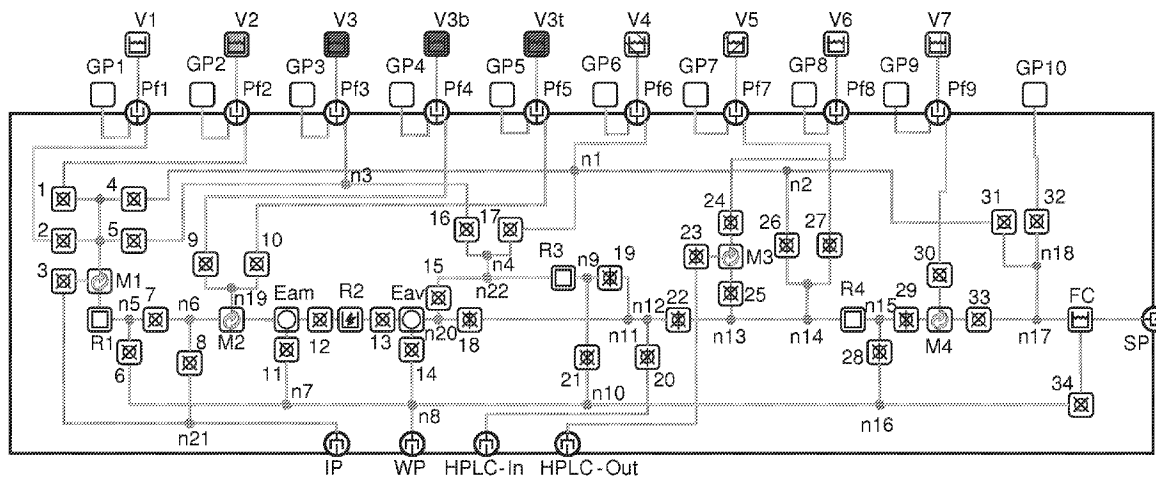 V1 V2 V3 V3b V3t V4 V5 V6 V7
GP1 GP2 GP3 GP4 GP5 GP6 GP7 GP8 GP9 GP10
Pf1 Pf2 Pf3 Pf4 Pf5 Pf6 Pf7 Pf8 Pf9
n1
n3 n2
1 4 24 31 32
16 17 26 27
2 5 9 10 23 M3 n18
n4
3 M1 R3 n9 19 30
15 n22 25
n5 7 n6 n19 Eam R2 Eav n12 22 R4 n15 29 33 FC
R1 M2 12 13 n20 18 n11 n13 n14 M4 n17 SP
6 8 11 14 21 20 28
n7 n10 34
n8 n16
n21
IP WP HPLC-In HPLC-Out